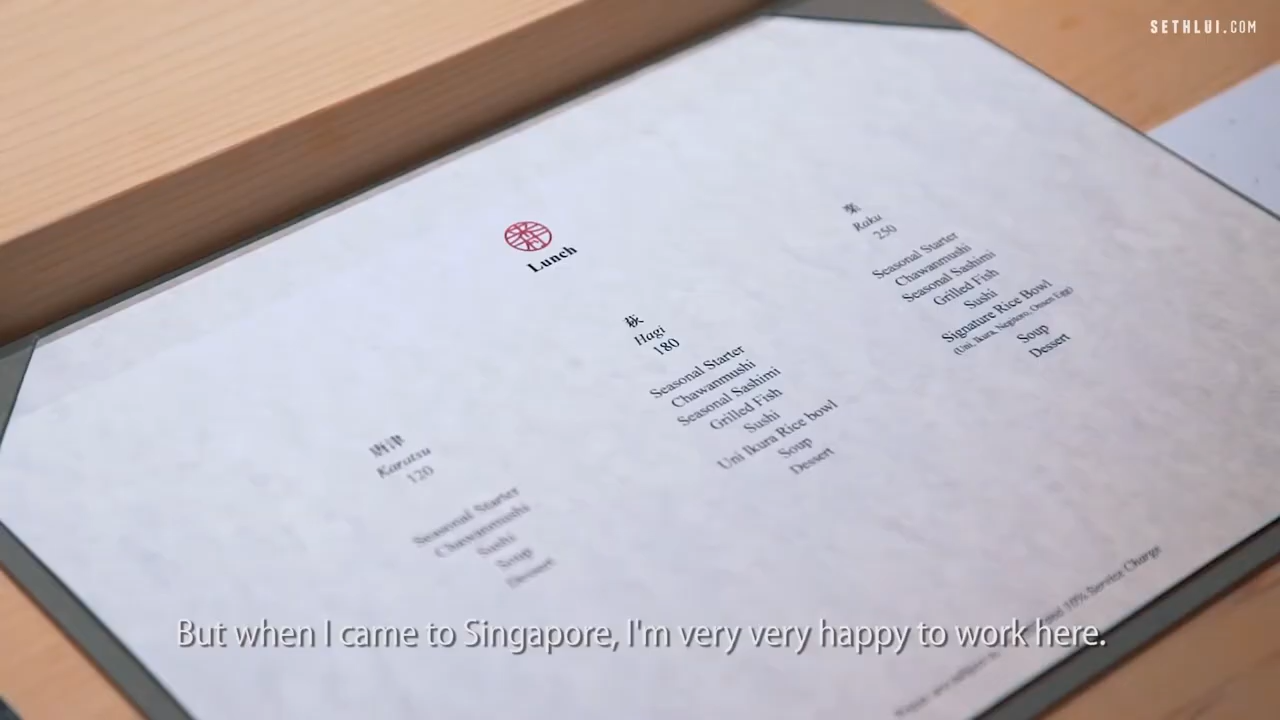 SETHLUI.COM
Lunch
唐津
Karatsu
120
Seasonal Starter
Chawanmushi
Sushi
Soup
Dessert
萩
Hagi
180
Seasonal Starter
Chawanmushi
Seasonal Sashimi
Grilled Fish
Sushi
Uni Ikura Rice bowl
Soup
Dessert
楽
Raku
250
Seasonal Starter
Chawanmushi
Seasonal Sashimi
Grilled Fish
Sushi
Signature Rice Bowl
(Uni, Ikura, Negitoro, Onsen Egg)
Soup
Dessert
10% Service Charge
But when I came to Singapore, I'm very very happy to work here.